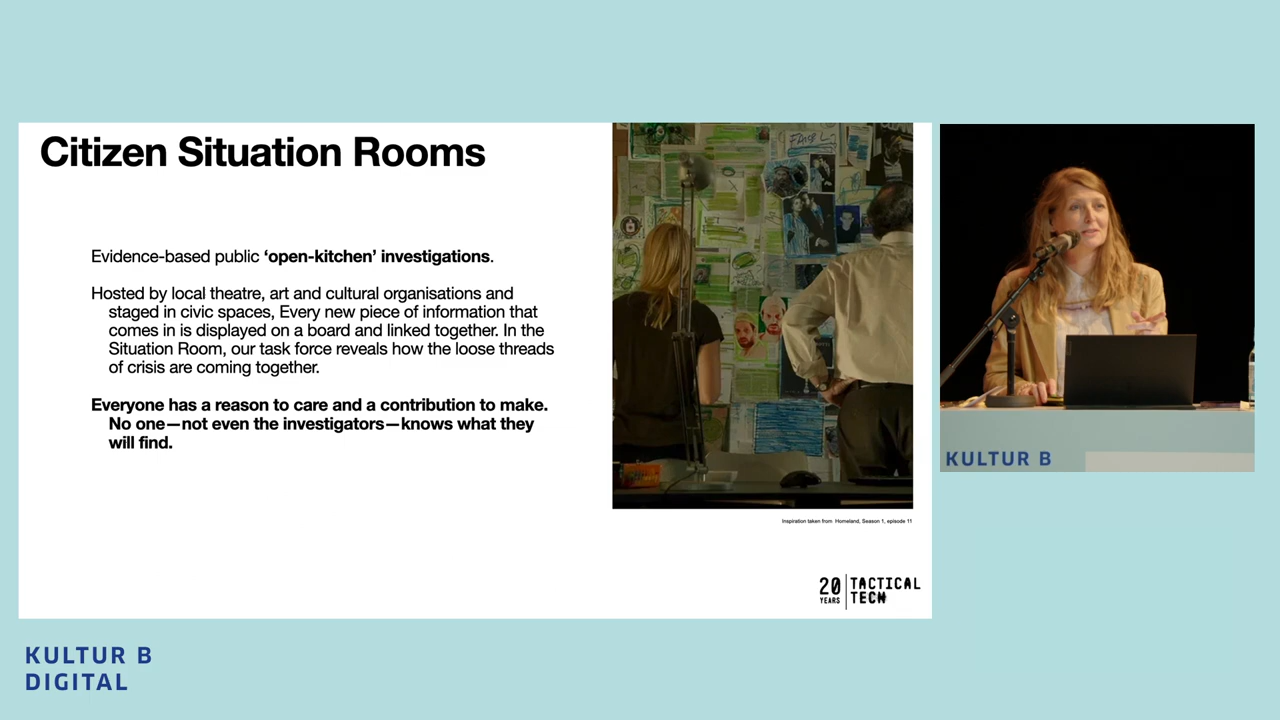 Citizen Situation Rooms
Evidence-based public ‘open-kitchen’ investigations.
Hosted by local theatre, art and cultural organisations and
staged in civic spaces, Every new piece of information that
comes in is displayed on a board and linked together. In the
Situation Room, our task force reveals how the loose threads
of crisis are coming together.
Everyone has a reason to care and a contribution to make.
No one—not even the investigators—knows what they
will find.
Inspiration taken from Homeland, Season 1, episode 11
20
YEARS
TACTICAL
TECH
KULTUR B
KULTUR B
DIGITAL